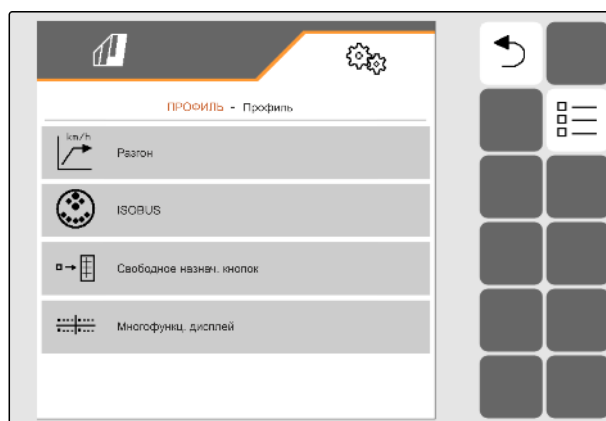 ПРОФИЛЬ - Профиль
km/h
Разгон
ISOBUS
Свободное назнач. кнопок
Многофункц. дисплей